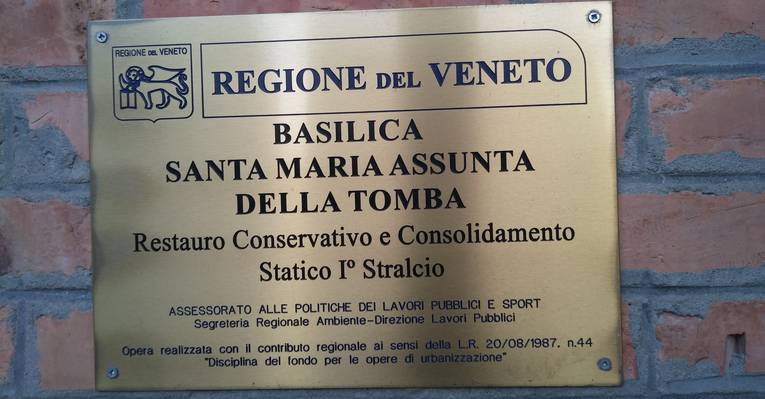 REGIONE DEL VENETO
REGIONE DEL VENETO
BASILICA
SANTA MARIA ASSUNTA
DELLA TOMBA
Restauro Conservativo e Consolidamento
Statico Iº Stralcio
ASSESSORATO ALLE POLITICHE DEI LAVORI PUBBLICI E SPORT
Segreteria Regionale Ambiente-Direzione Lavori Pubblici
Opera realizzata con il contributo regionale ai sensi della L.R. 20/08/1987. n.44
"Disciplina del fondo per le opere di urbanizzazione"